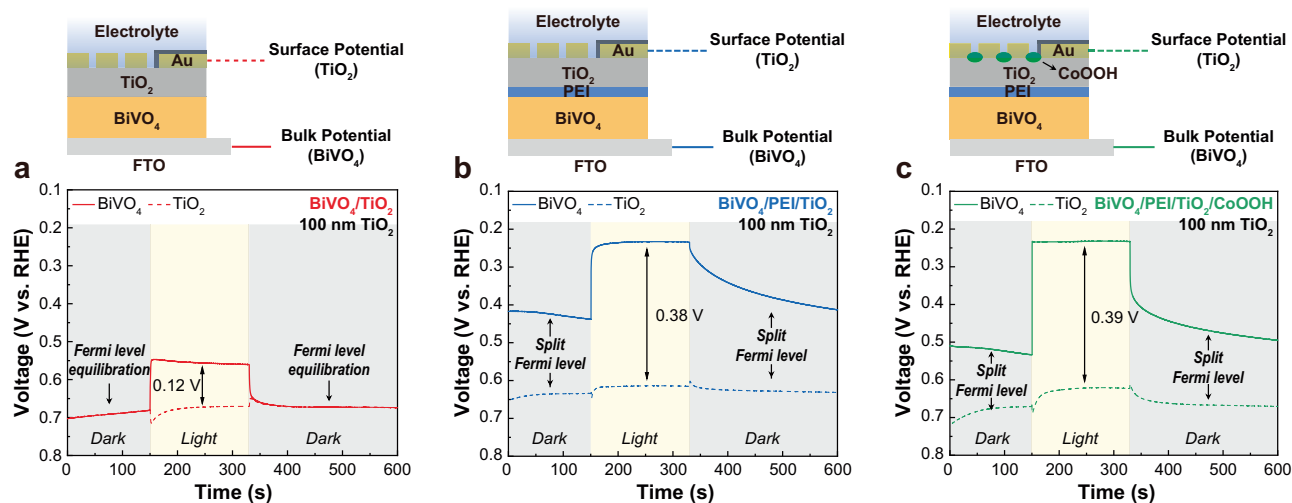 Electrolyte
Au
TiO₂
BiVO₄
FTO
Surface Potential
(TiO₂)
Bulk Potential
(BiVO₄)
Electrolyte
Au
TiO₂
PEI
BiVO₄
FTO
Surface Potential
(TiO₂)
Bulk Potential
(BiVO₄)
Electrolyte
Au
TiO₂
CoOOH
PEI
BiVO₄
FTO
Surface Potential
(TiO₂)
Bulk Potential
(BiVO₄)
a
Voltage (V vs. RHE)
0.1
0.2
0.3
0.4
0.5
0.6
0.7
0.8
BiVO₄ TiO₂
BiVO₄/TiO₂
100 nm TiO₂
Fermi level
equilibration
0.12 V
Fermi level
equilibration
Dark Light Dark
0 100 200 300 400 500 600
Time (s)
b
Voltage (V vs. RHE)
0.1
0.2
0.3
0.4
0.5
0.6
0.7
0.8
BiVO₄ TiO₂
BiVO₄/PEI/TiO₂
100 nm TiO₂
0.38 V
Split
Fermi level
Split
Fermi level
Dark Light Dark
0 100 200 300 400 500 600
Time (s)
c
Voltage (V vs. RHE)
0.1
0.2
0.3
0.4
0.5
0.6
0.7
0.8
BiVO₄ TiO₂
BiVO₄/PEI/TiO₂/CoOOH
100 nm TiO₂
0.39 V
Split
Fermi level
Split
Fermi level
Dark Light Dark
0 100 200 300 400 500 600
Time (s)